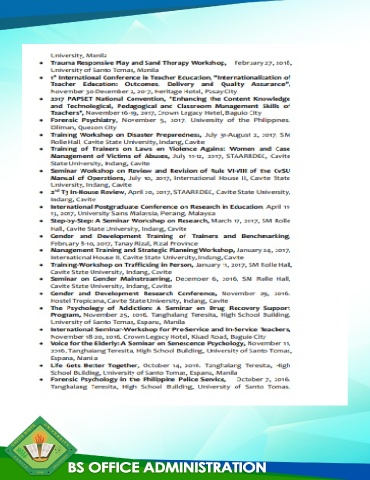 University, Manila
• Trauma Responsive Play and Sand Therapy Workshop, February 27, 2018,
University of Santo Tomas, Manila
• 1st International Conference in Teacher Education, "Internationalization of
Teacher Education: Outcomes, Delivery and Quality Assurance",
November 30-December 2, 2017, Heritage Hotel, Pasay City
• 2017 PAPSET National Convention, "Enhancing the Content Knowledge
and Technological, Pedagogical and Classroom Management Skills of
Teachers", November 16-19, 2017, Crown Legacy Hotel, Baguio City
• Forensic Psychiatry, November 5, 2017. University of the Philippines.
Diliman, Quezon City
• Training Workshop on Disaster Preparedness, July 31-August 2, 2017. SM
Rolle Hall, Cavite State University, Indang, Cavite
• Training of Trainers on Laws on Violence Against Women and Case
Management of Victims of Abuses, July 11-12, 2017, STAARRDEC, Cavite
State University, Indang, Cavite
• Seminar Workshop on Review and Revision of Rule VI-VIII of the CvSU
Manual of Operations, July 10, 2017, International House II, Cavite State
University, Indang, Cavite
• 2nd Tri In-House Review, April 20, 2017, STAARRDEC, Cavite State University,
Indang, Cavite
• International Postgraduate Conference on Research in Education April 11-
13, 2017, University Sains Malaysia, Penang, Malaysia
• Step-by-Step: A Seminar Workshop on Research, March 17, 2017, SM Rolle
Hall, Cavite State University, Indang, Cavite
• Gender and Development Training of Trainers and Benchmarking,
February 8-10, 2017, Tanay Rizal, Rizal Province
• Management Training and Strategic Planning Workshop, January 24, 2017,
International House II, Cavite State University, Indang, Cavite
• Training-Workshop on Trafficking in Person, January 11, 2017, SM Rolle Hall,
Cavite State University, Indang, Cavite
• Seminar on Gender Mainstreaming, December 6, 2016, SM Rolle Hall,
Cavite State University, Indang, Cavite
• Gender and Development Research Conference, November 29, 2016.
Hostel Tropicana, Cavite State University, Indang, Cavite
• The Psychology of Addiction: A Seminar on Drug Recovery Support
Program, November 25, 2016. Tanghalang Teresita, High School Building.
University of Santo Tomas, Espana, Manila
• International Seminar-Workshop for Pre-Service and In-Service Teachers,
November 18-20, 2016. Crown Legacy Hotel, Kisad Road, Baguio City
• Voice for the Elderly: A Seminar on Senescence Psychology, November 11,
2016. Tanghalang Teresita, High School Building, University of Santo Tomas,
Espana, Manila
• Life Gets Better Together, October 14, 2016. Tanghalang Teresita, High
School Building, University of Santo Tomas, Espana, Manila
• Forensic Psychology in the Philippine Police Service, October 7, 2016.
Tanghalang Teresita, High School Building, University of Santo Tomas.
BS OFFICE ADMINISTRATION